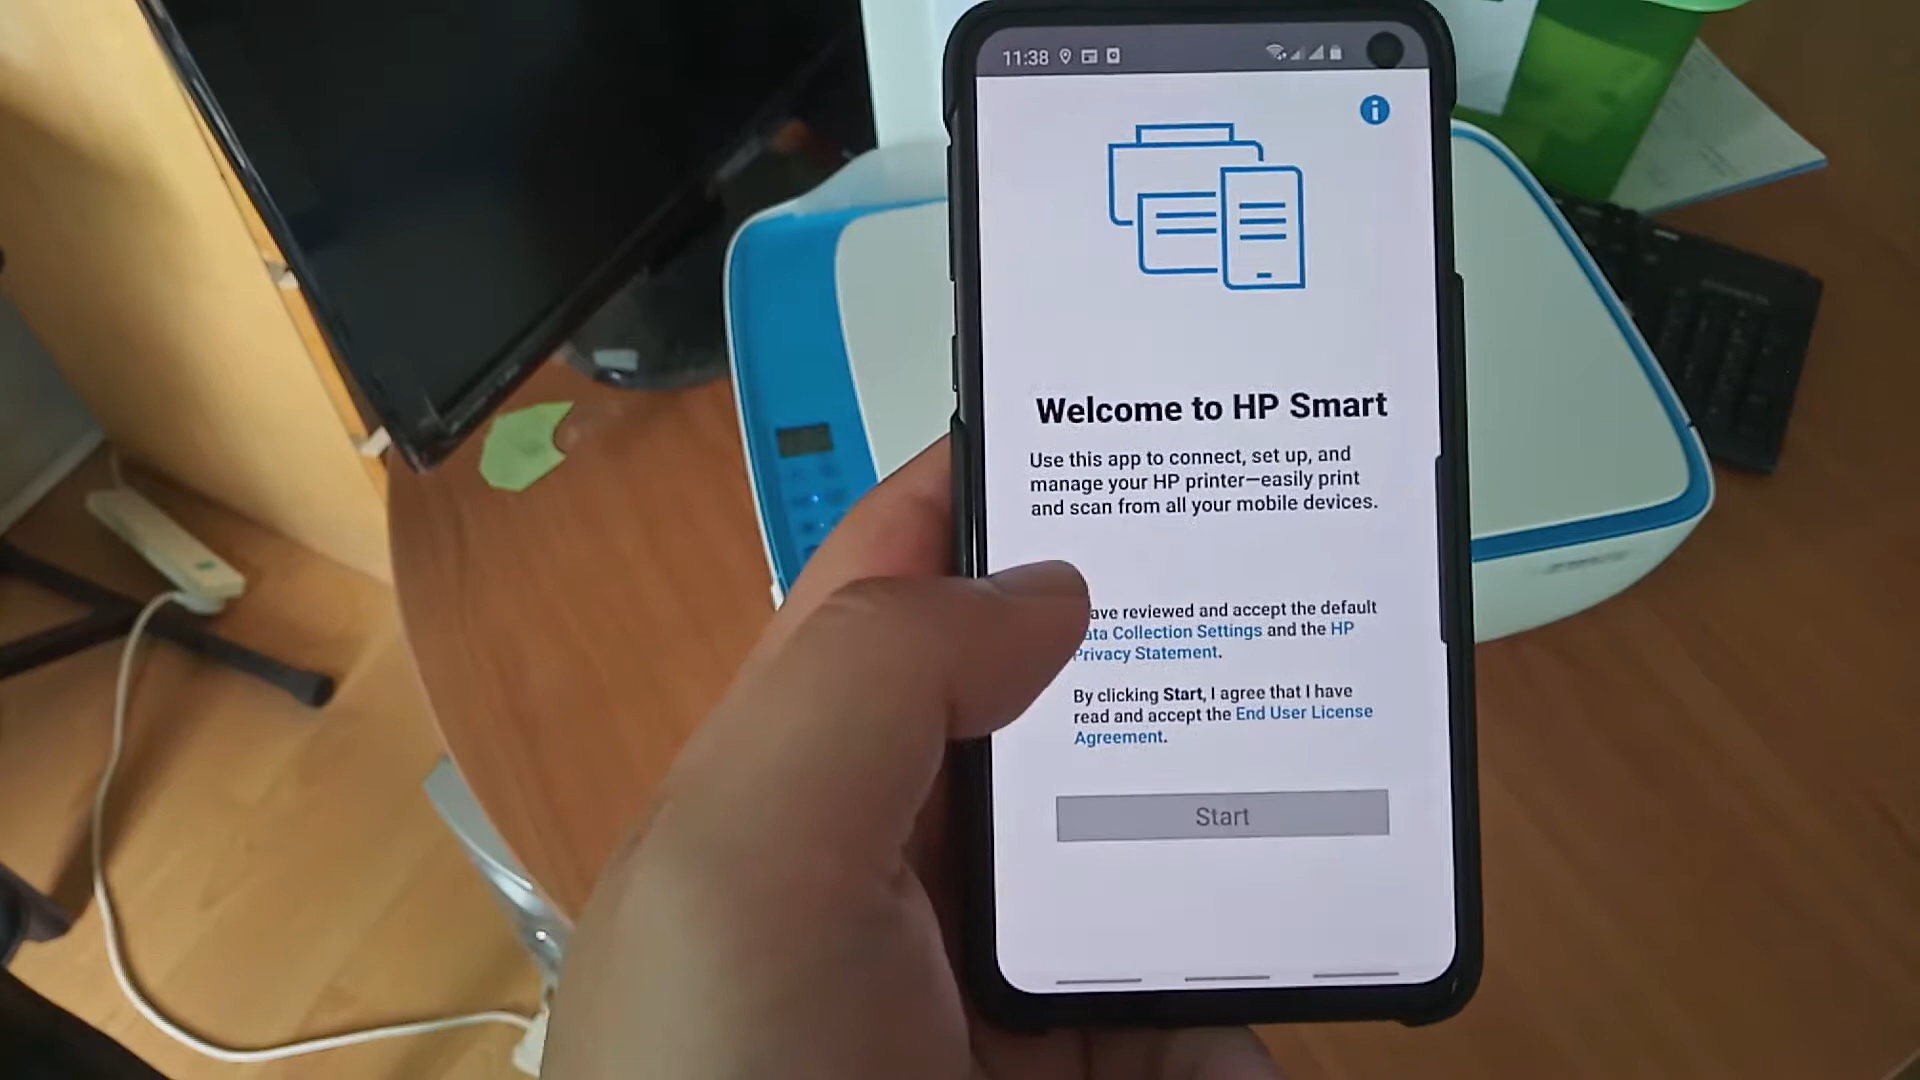 11:38
Welcome to HP Smart
Use this app to connect, set up, and
manage your HP printer—easily print
and scan from all your mobile devices.
reviewed and accept the default
Collection Settings and the HP
Privacy Statement.
By clicking Start, I agree that I have
read and accept the End User License
Agreement.
Start